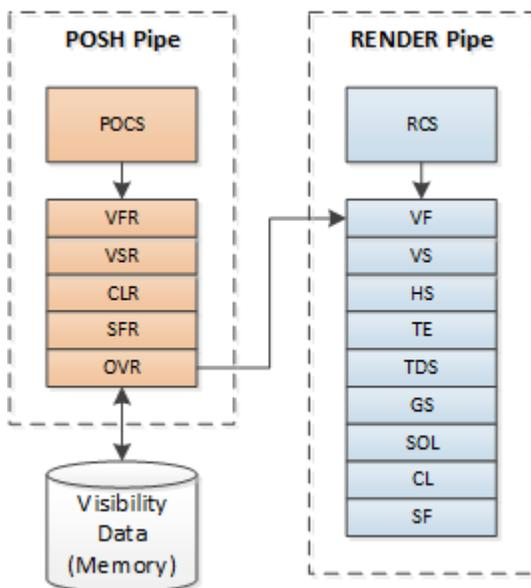 POSH Pipe
POCS
VFR
VSR
CLR
SFR
OVR
Visibility
Data
(Memory)
RENDER Pipe
RCS
VF
VS
HS
TE
TDS
GS
SOL
CL
SF